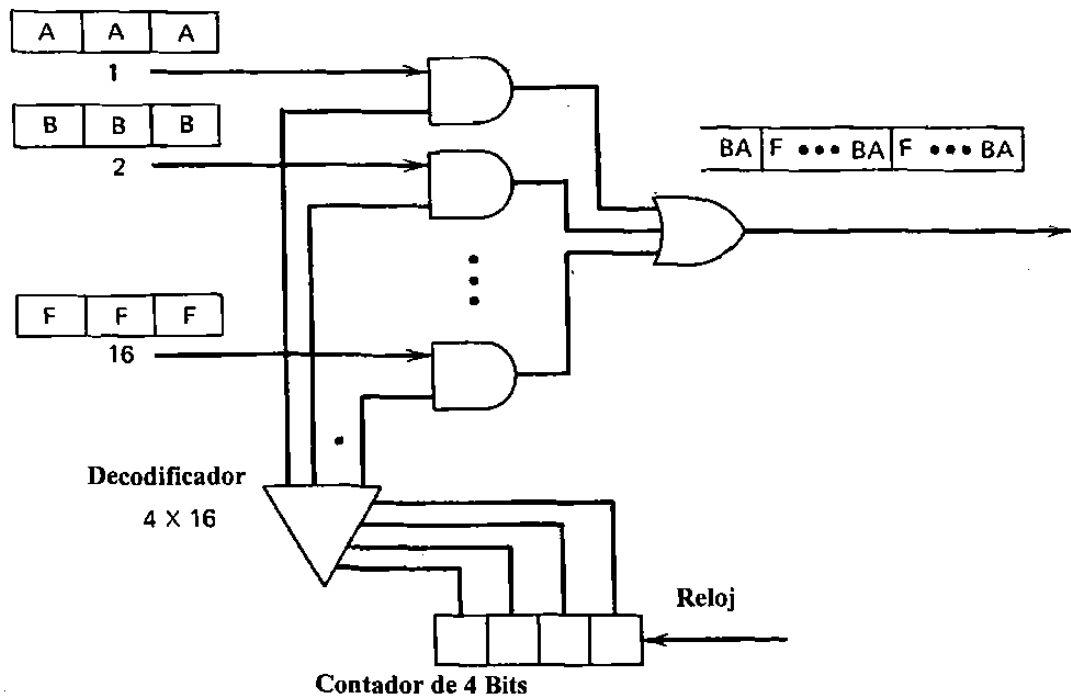 A A A
1
B B B
2
BA F ••• BA F ••• BA
F F F
16
Decodificador
4 X 16
Reloj
Contador de 4 Bits